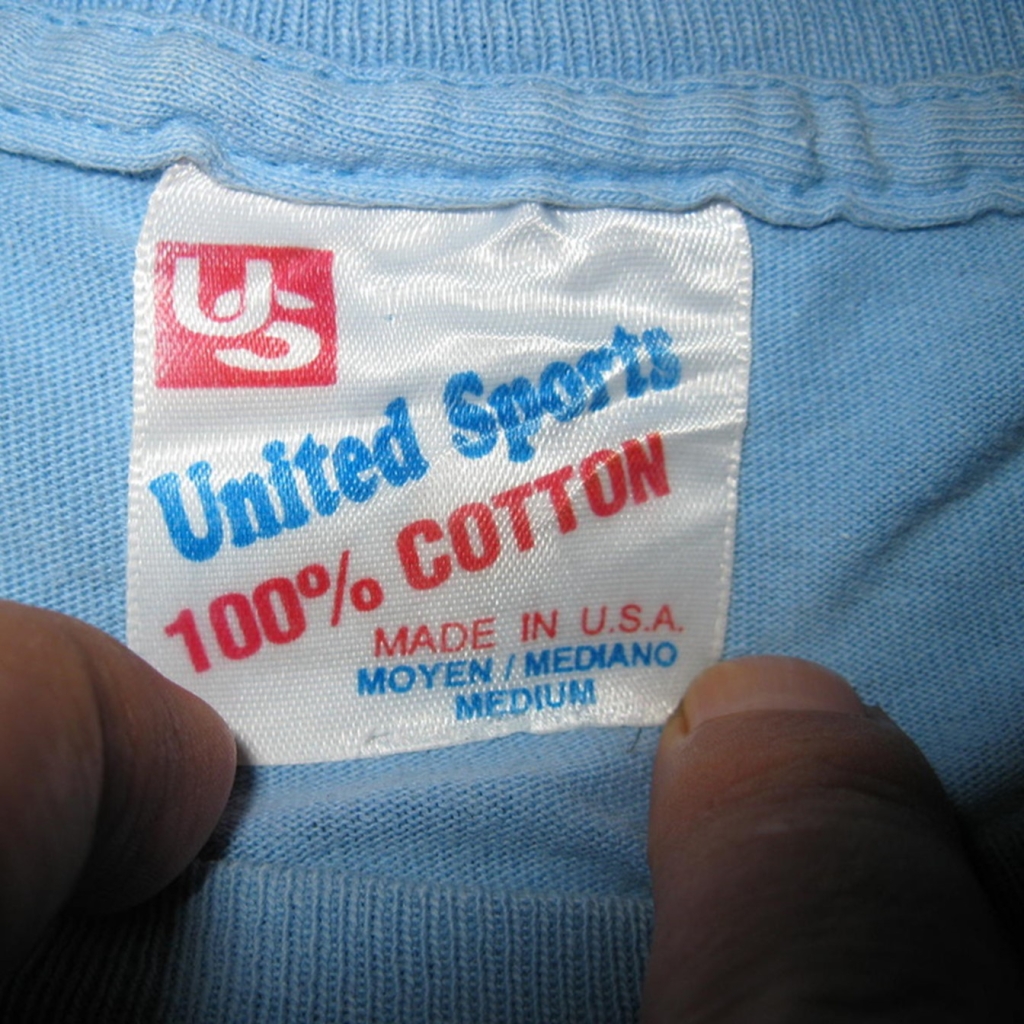 US
United Sports
100% COTTON
MADE IN U.S.A.
MOYEN / MEDIANO
MEDIUM